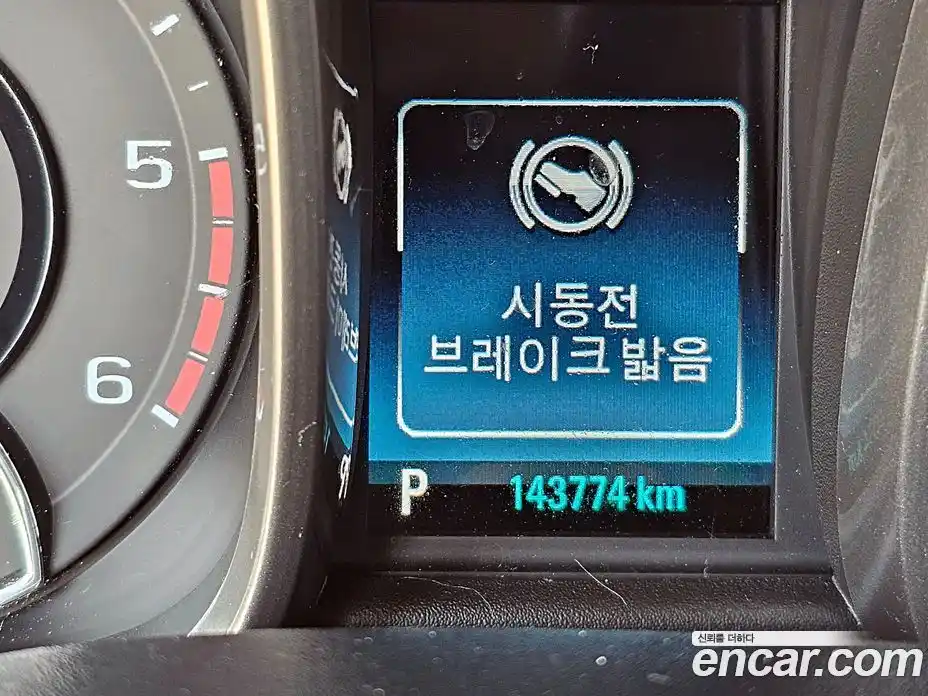 5
6
시동전
브레이크 밟음
P
143774 km
신뢰를 더하다
encar.com